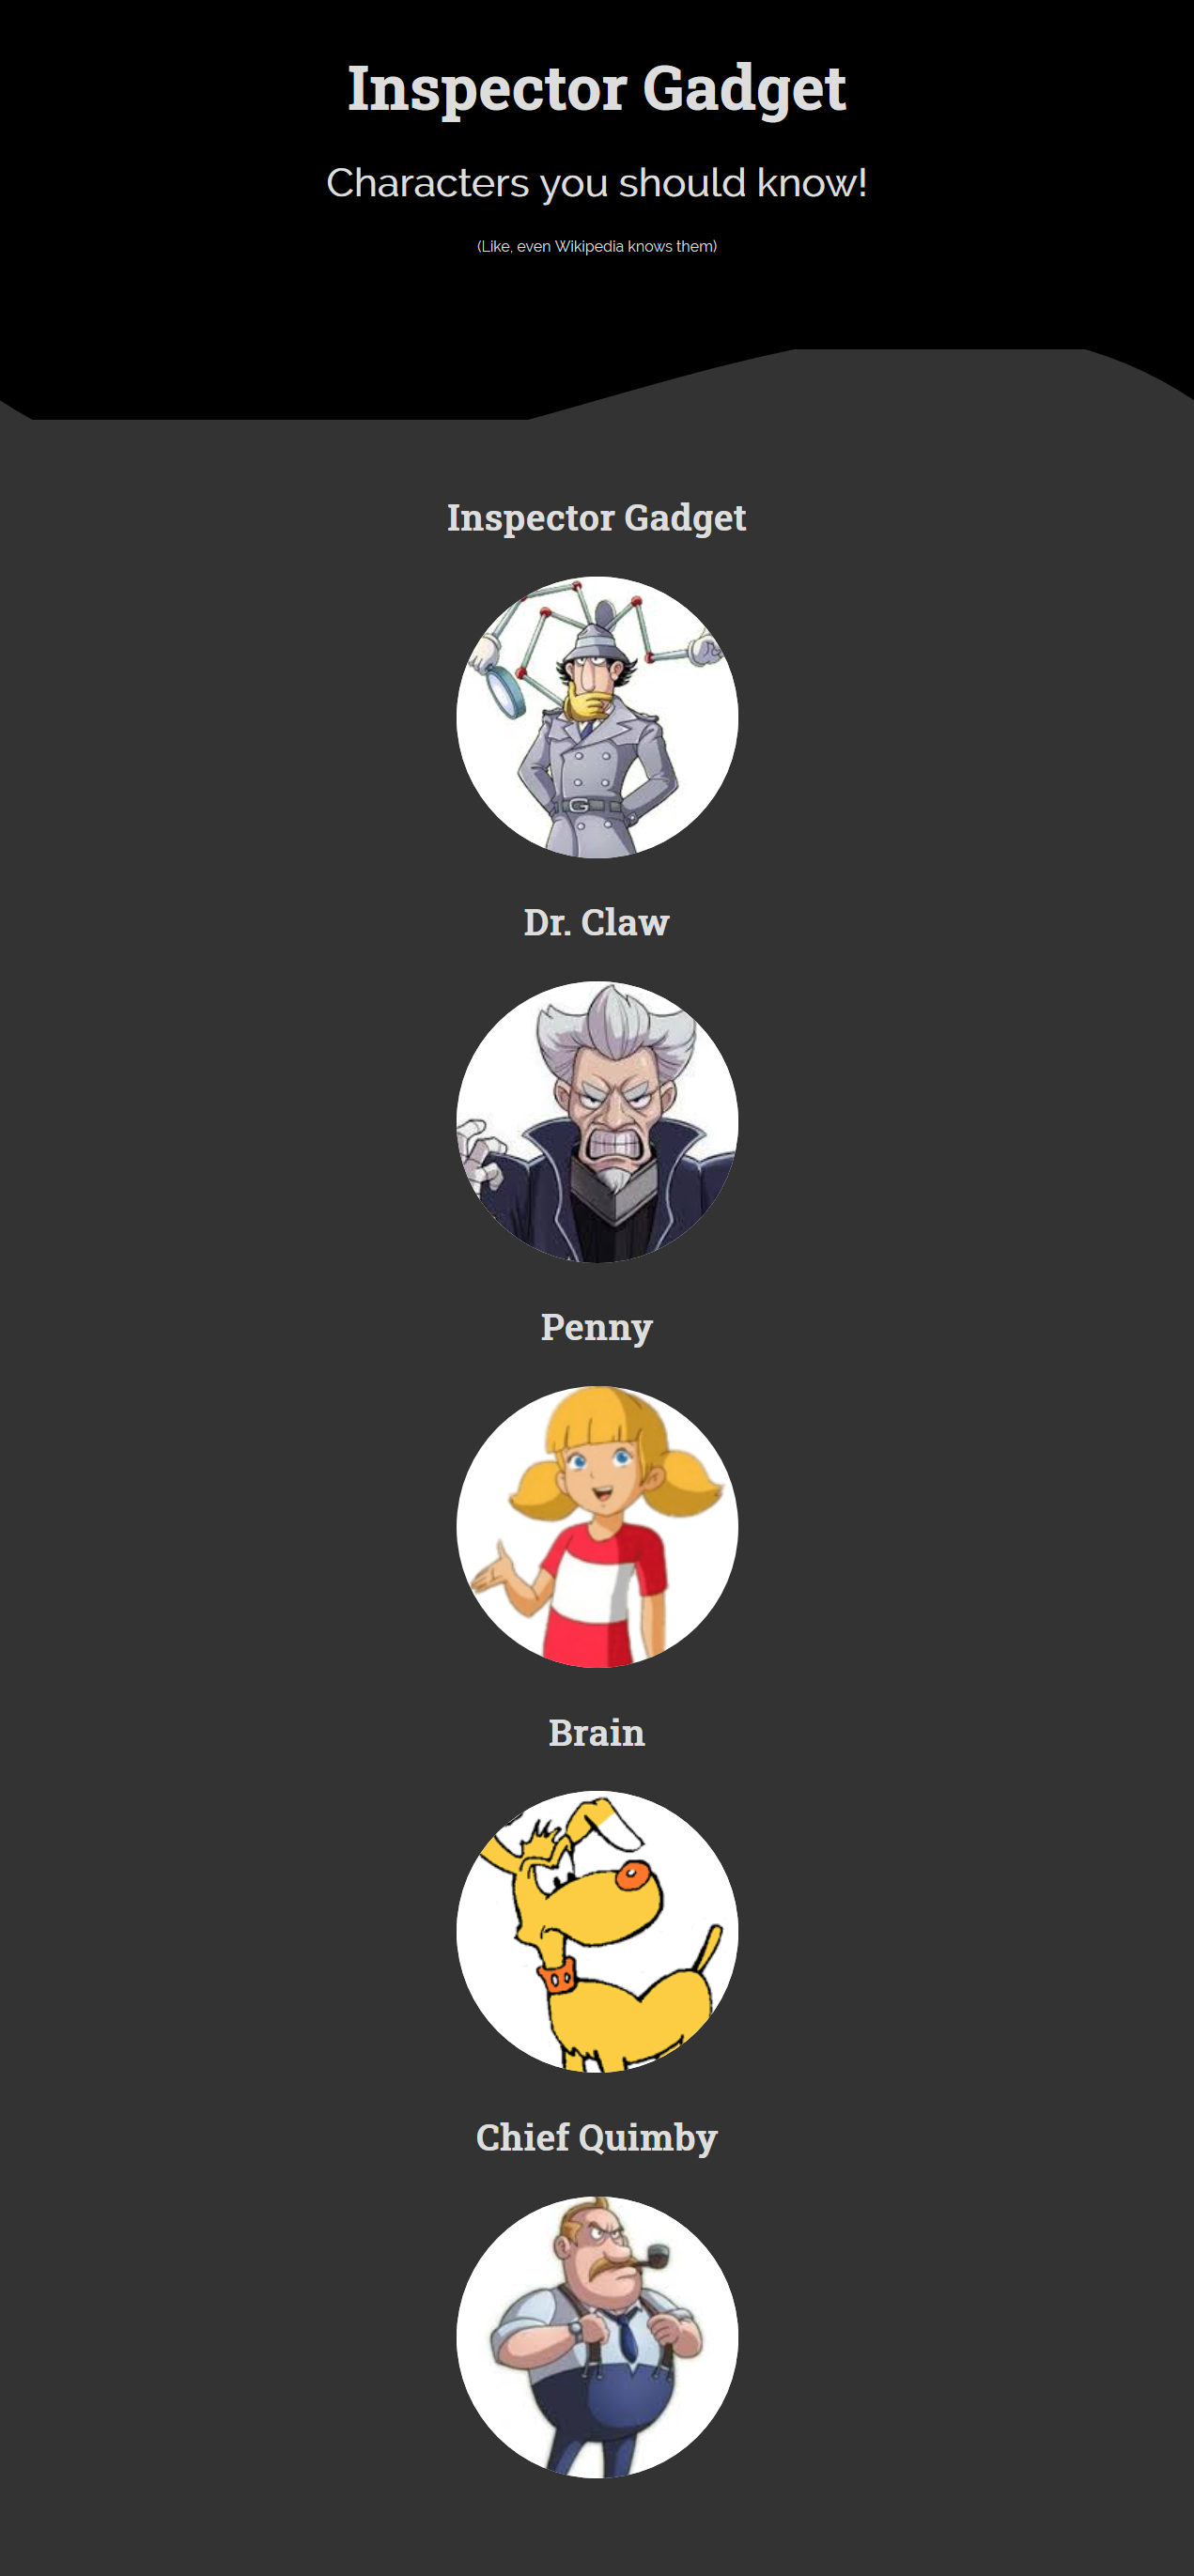 Inspector Gadget
Characters you should know!
(Like, even Wikipedia knows them)
Inspector Gadget
G
Dr. Claw
Penny
Brain
Chief Quimby